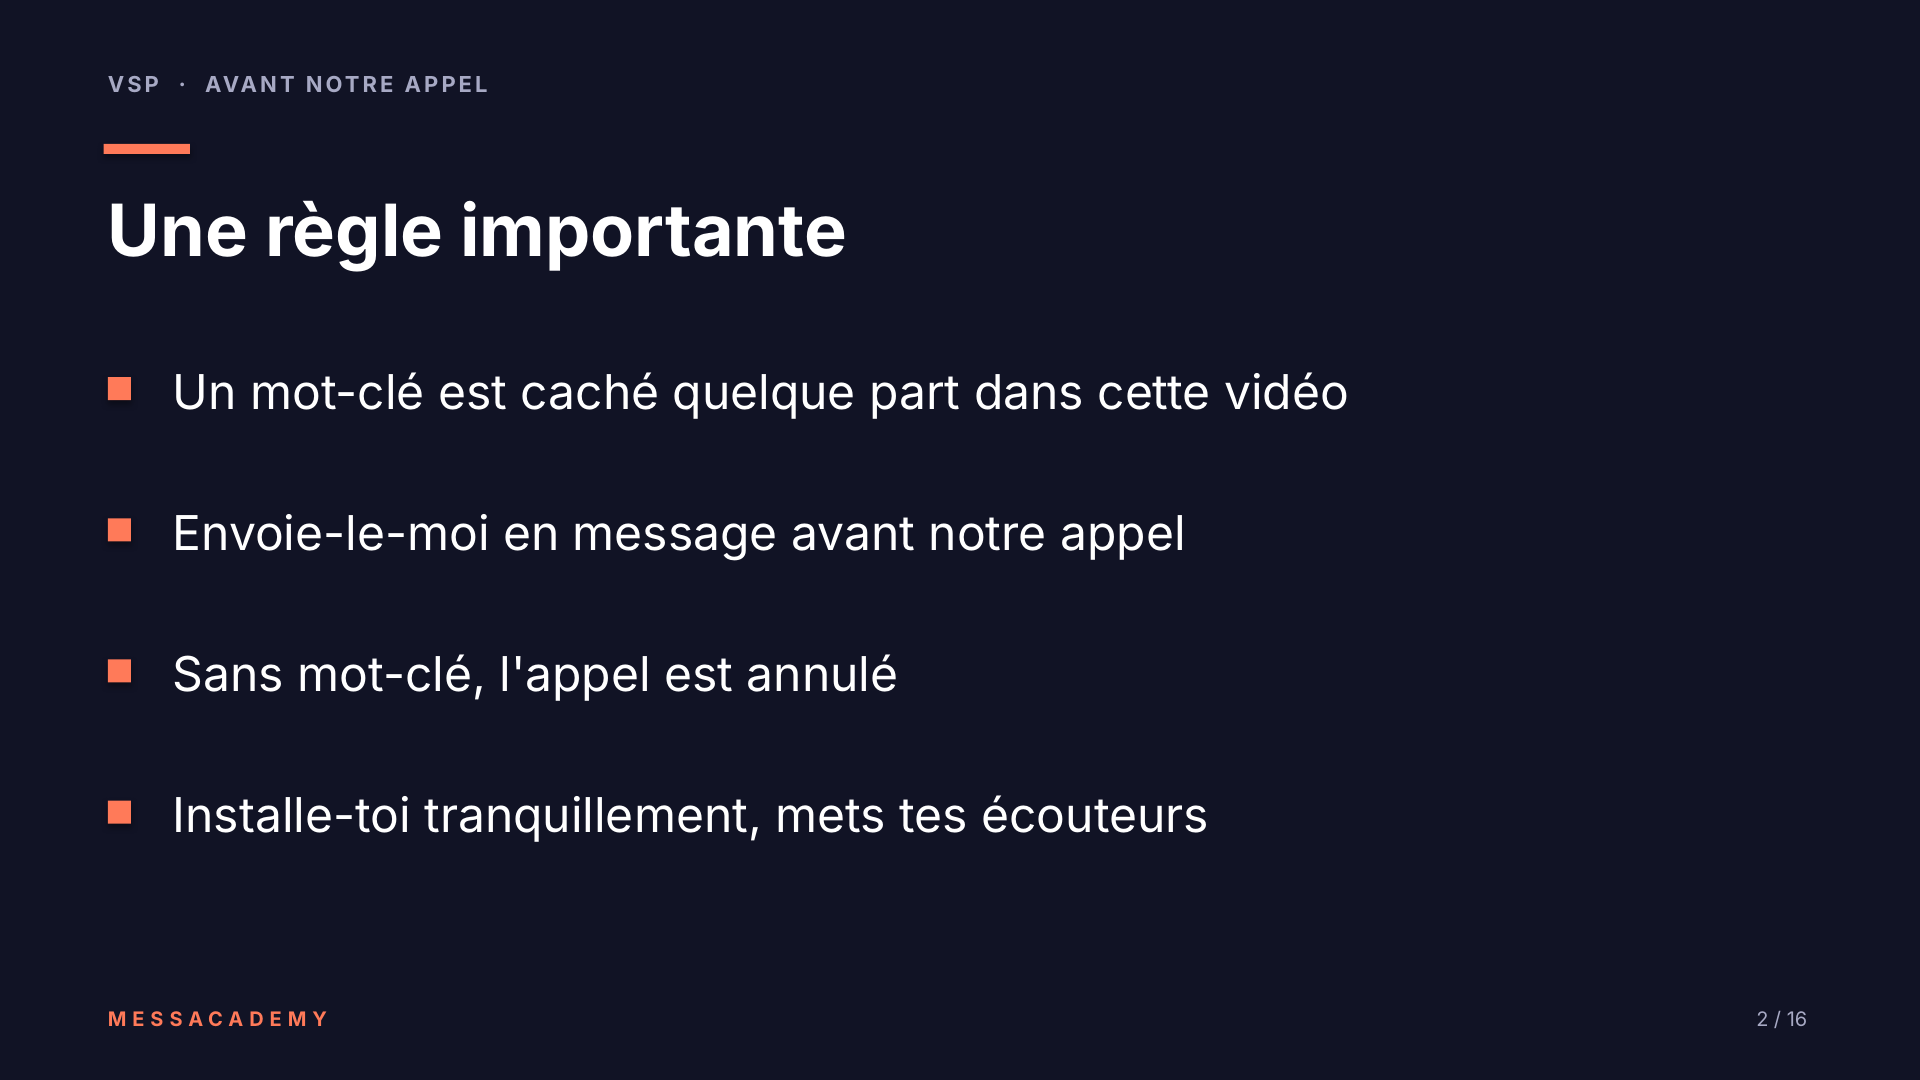 VSP · AVANT NOTRE APPEL
Une règle importante
Un mot-clé est caché quelque part dans cette vidéo
Envoie-le-moi en message avant notre appel
Sans mot-clé, l'appel est annulé
Installe-toi tranquillement, mets tes écouteurs
MESSACADEMY
2 / 16